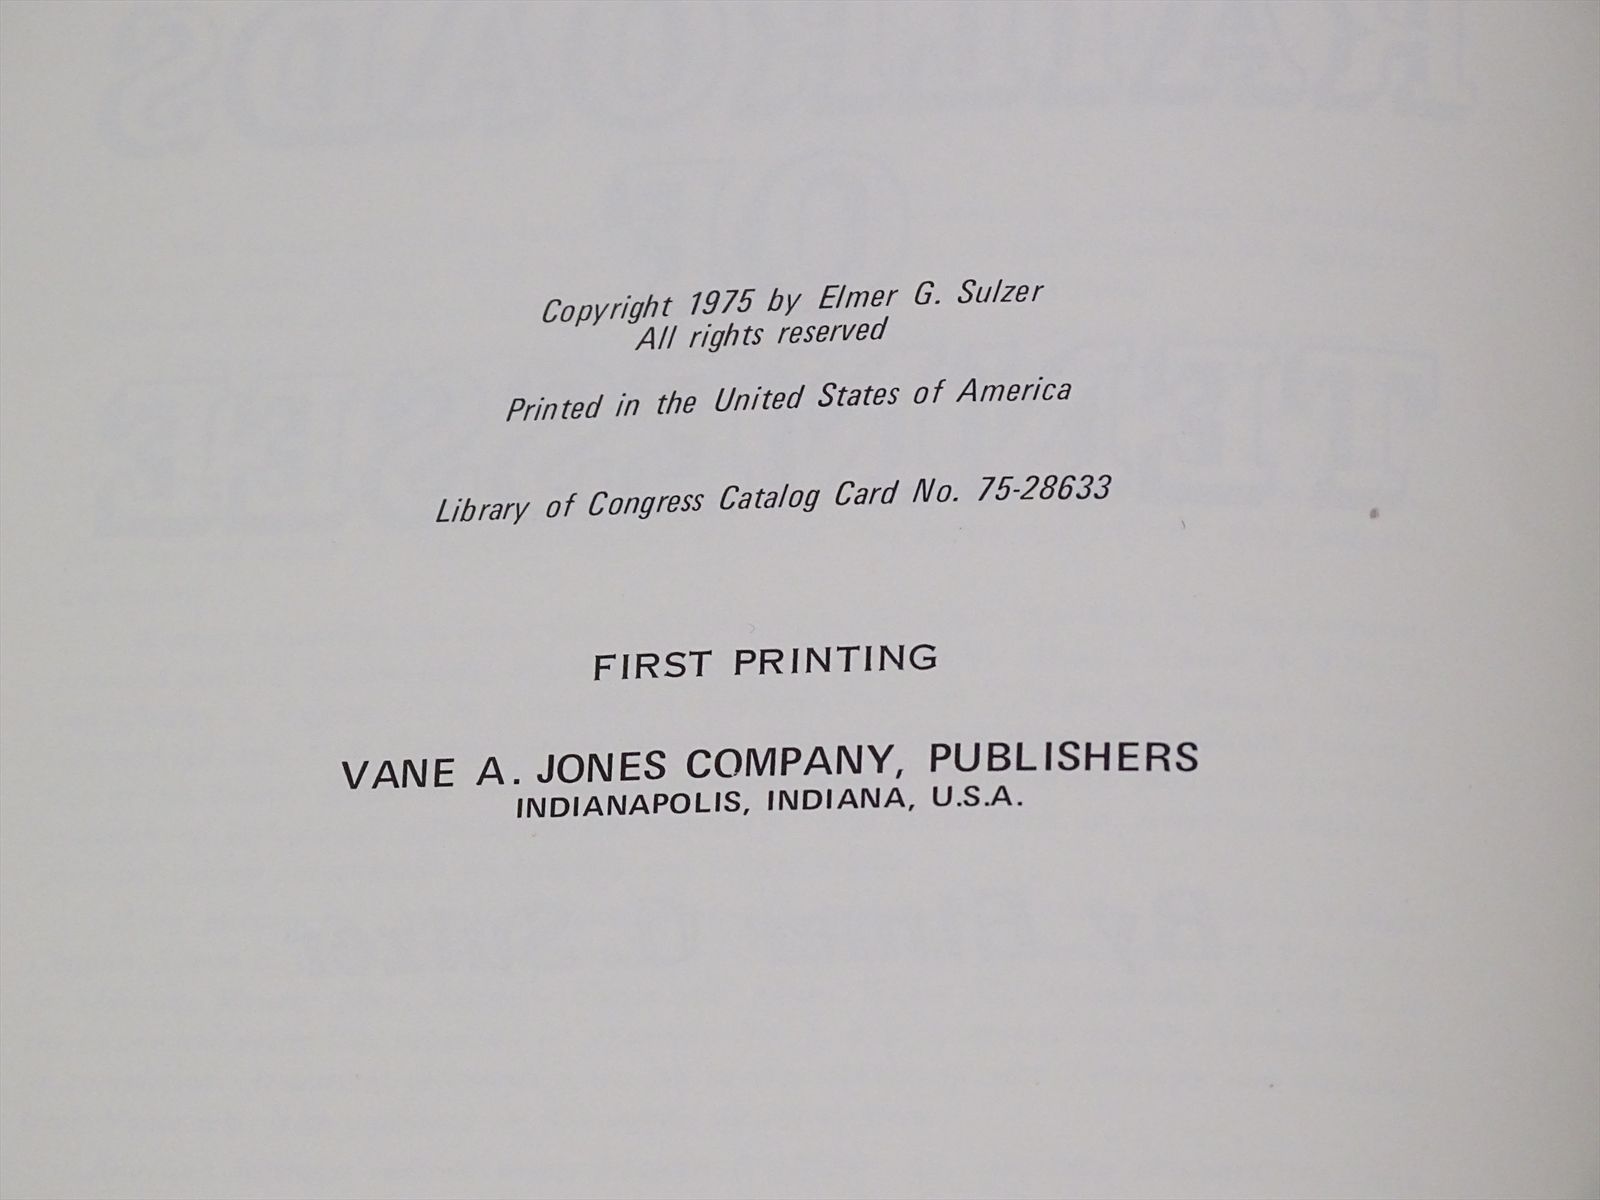 Copyright 1975 by Elmer G. Sulzer
All rights reserved
Printed in the United States of America
Library of Congress Catalog Card No. 75-28633
FIRST PRINTING
VANE A. JONES COMPANY, PUBLISHERS
INDIANAPOLIS, INDIANA, U.S.A.